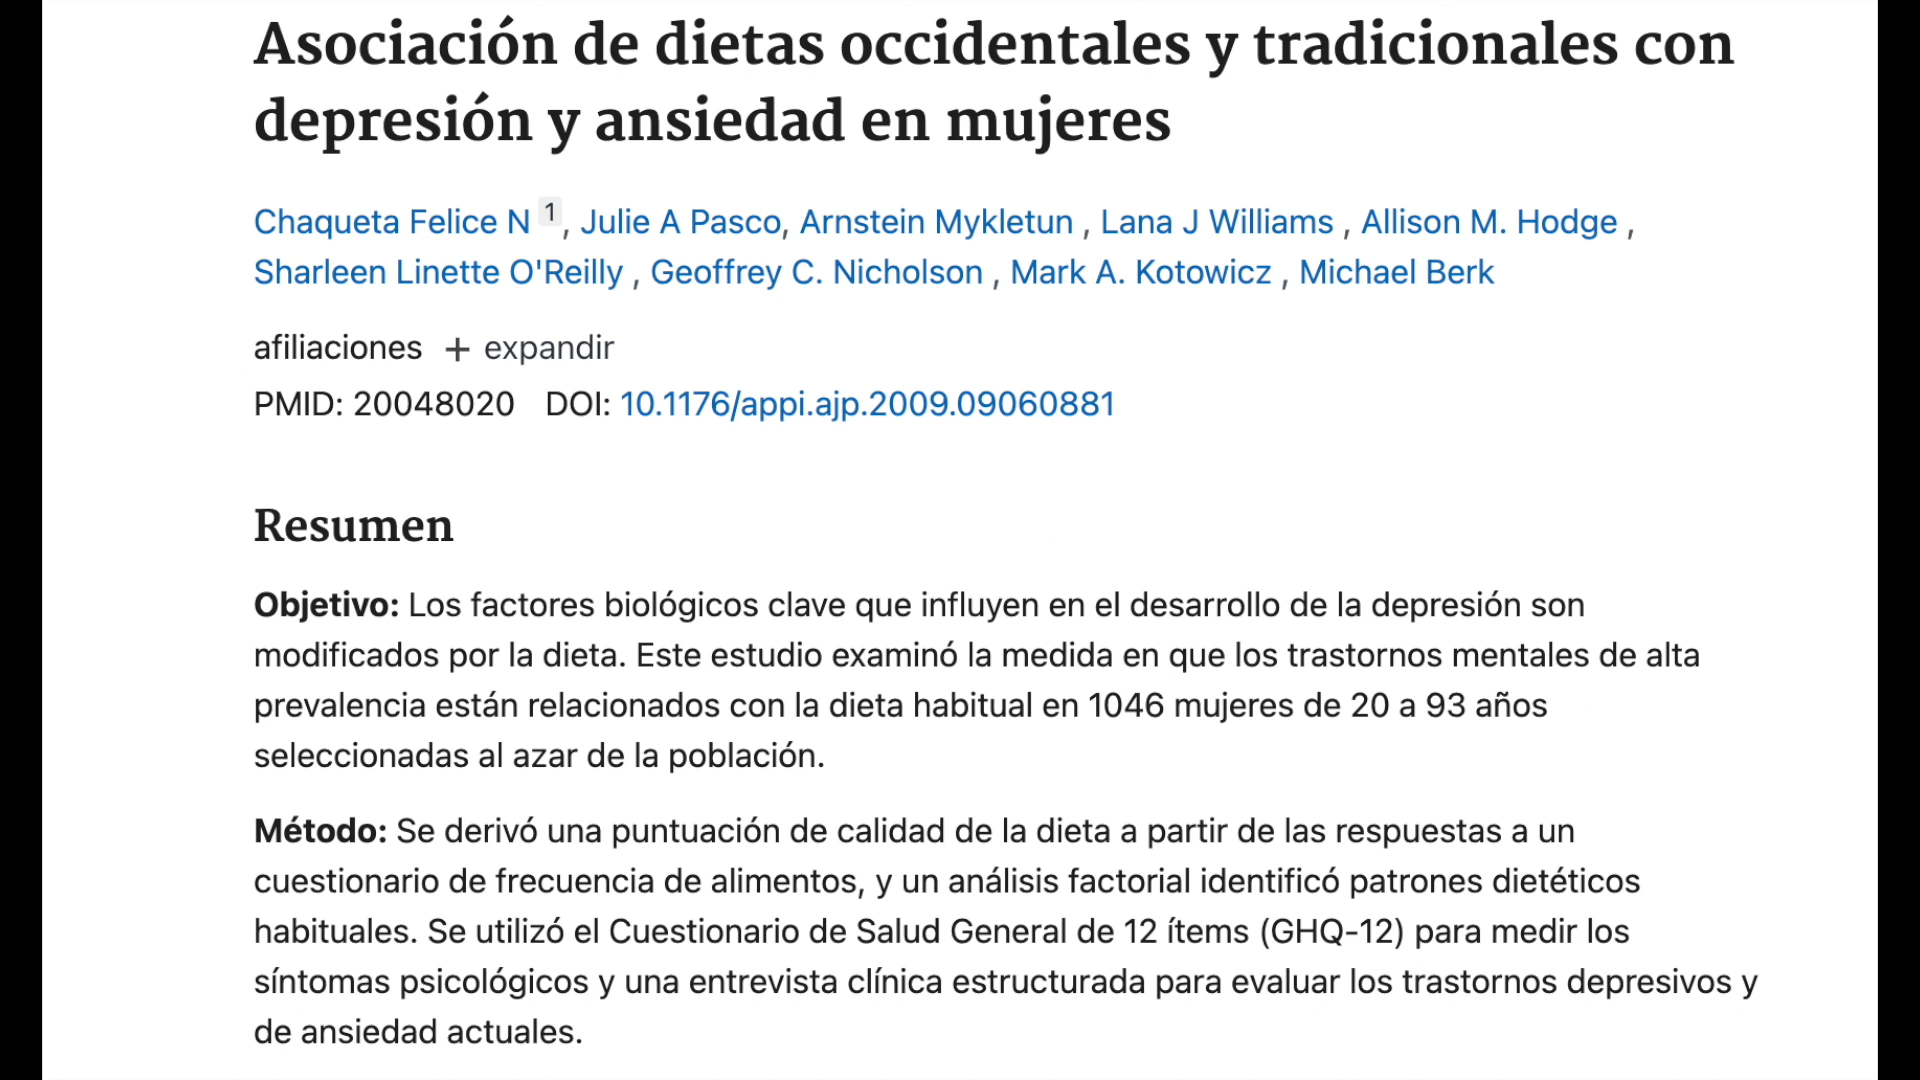 Asociación de dietas occidentales y tradicionales con
depresión y ansiedad en mujeres
Chaqueta Felice N 1 , Julie A Pasco, Arnstein Mykletun , Lana J Williams , Allison M. Hodge ,
Sharleen Linette O'Reilly , Geoffrey C. Nicholson , Mark A. Kotowicz , Michael Berk
afiliaciones + expandir
PMID: 20048020 DOI: 10.1176/appi.ajp.2009.09060881
Resumen
Objetivo: Los factores biológicos clave que influyen en el desarrollo de la depresión son
modificados por la dieta. Este estudio examinó la medida en que los trastornos mentales de alta
prevalencia están relacionados con la dieta habitual en 1046 mujeres de 20 a 93 años
seleccionadas al azar de la población.
Método: Se derivó una puntuación de calidad de la dieta a partir de las respuestas a un
cuestionario de frecuencia de alimentos, y un análisis factorial identificó patrones dietéticos
habituales. Se utilizó el Cuestionario de Salud General de 12 ítems (GHQ-12) para medir los
síntomas psicológicos y una entrevista clínica estructurada para evaluar los trastornos depresivos y
de ansiedad actuales.